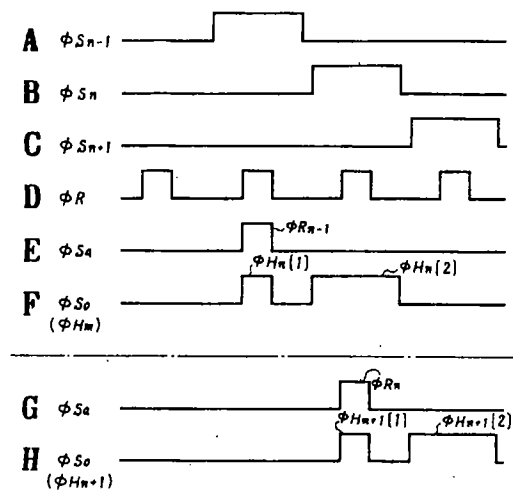 A φSn-1
B φSn
C φSn+1
D φR
E φSa φRn-1
F φSo φHn[1] φHn[2]
(φHm)
G φSa φRn
H φSo φHn+1[1] φHn+1[2]
(φHn+1)